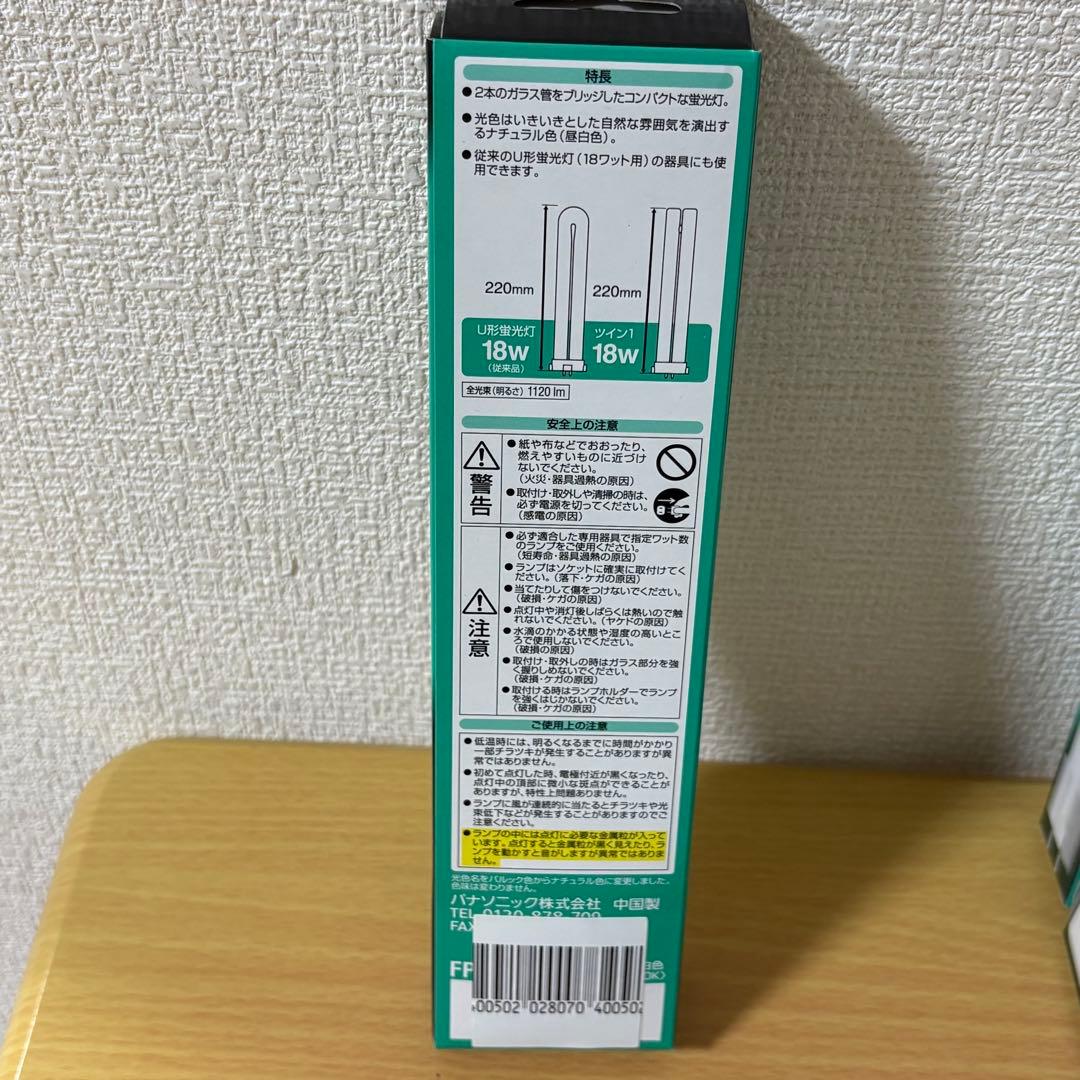 特長
●2本のガラス管をブリッジしたコンパクトな蛍光灯。
●光色はいきいきとした自然な雰囲気を演出す
るナチュラル色（昼白色）。
●従来のU形蛍光灯（18ワット用）の器具にも使
用できます。
220mm
220mm
U形蛍光灯
18W
（従来品）
ツイン1
18W
全光束（明るさ）1120 lm
安全上の注意
警告
●紙や布などでおおったり、
燃えやすいものに近づけ
ないでください。
（火災・器具過熱の原因）
●取付け・取外しや清掃の時は、
必ず電源を切ってください。
（感電の原因）
注意
●必ず適合した専用器具で指定ワット数
のランプをご使用ください。
（短寿命・器具過熱の原因）
●ランプはソケットに確実に取付けてく
ださい。（落下・ケガの原因）
●当てたりして傷をつけないでください。
（破損・ケガの原因）
●点灯中や消灯後しばらくは熱いので触
れないでください。（ヤケドの原因）
●水滴のかかる状態や湿度の高いとこ
ろで使用しないでください。
（破損の原因）
●取付け・取外しの時はガラス部分を強
く握りしめないでください。
（破損・ケガの原因）
●取付ける時はランプホルダーでランプ
を強くはじかないでください。
（破損・ケガの原因）
ご使用上の注意
●低温時には、明るくなるまでに時間がかかり
一部チラツキが発生することがありますが異
常ではありません。
●初めて点灯した時、電極付近が黒くなったり、
点灯中の頂部に微小な斑点ができることが
ありますが、特性上問題ありません。
●ランプに風が連続的に当たるとチラツキや光
束低下などが発生することがありますのでご
注意ください。
●ランプの中には点灯に必要な金属粒が入って
います。点灯すると金属粒が黒く見えたり、ラ
ンプを動かすと音がしますが異常ではありま
せん。
光色名をパルック色からナチュラル色に変更しました。
色味は変わりません。
パナソニック株式会社 中国製
TEL 0120-878-709
FAX
FP
白色
00502 028070 40050